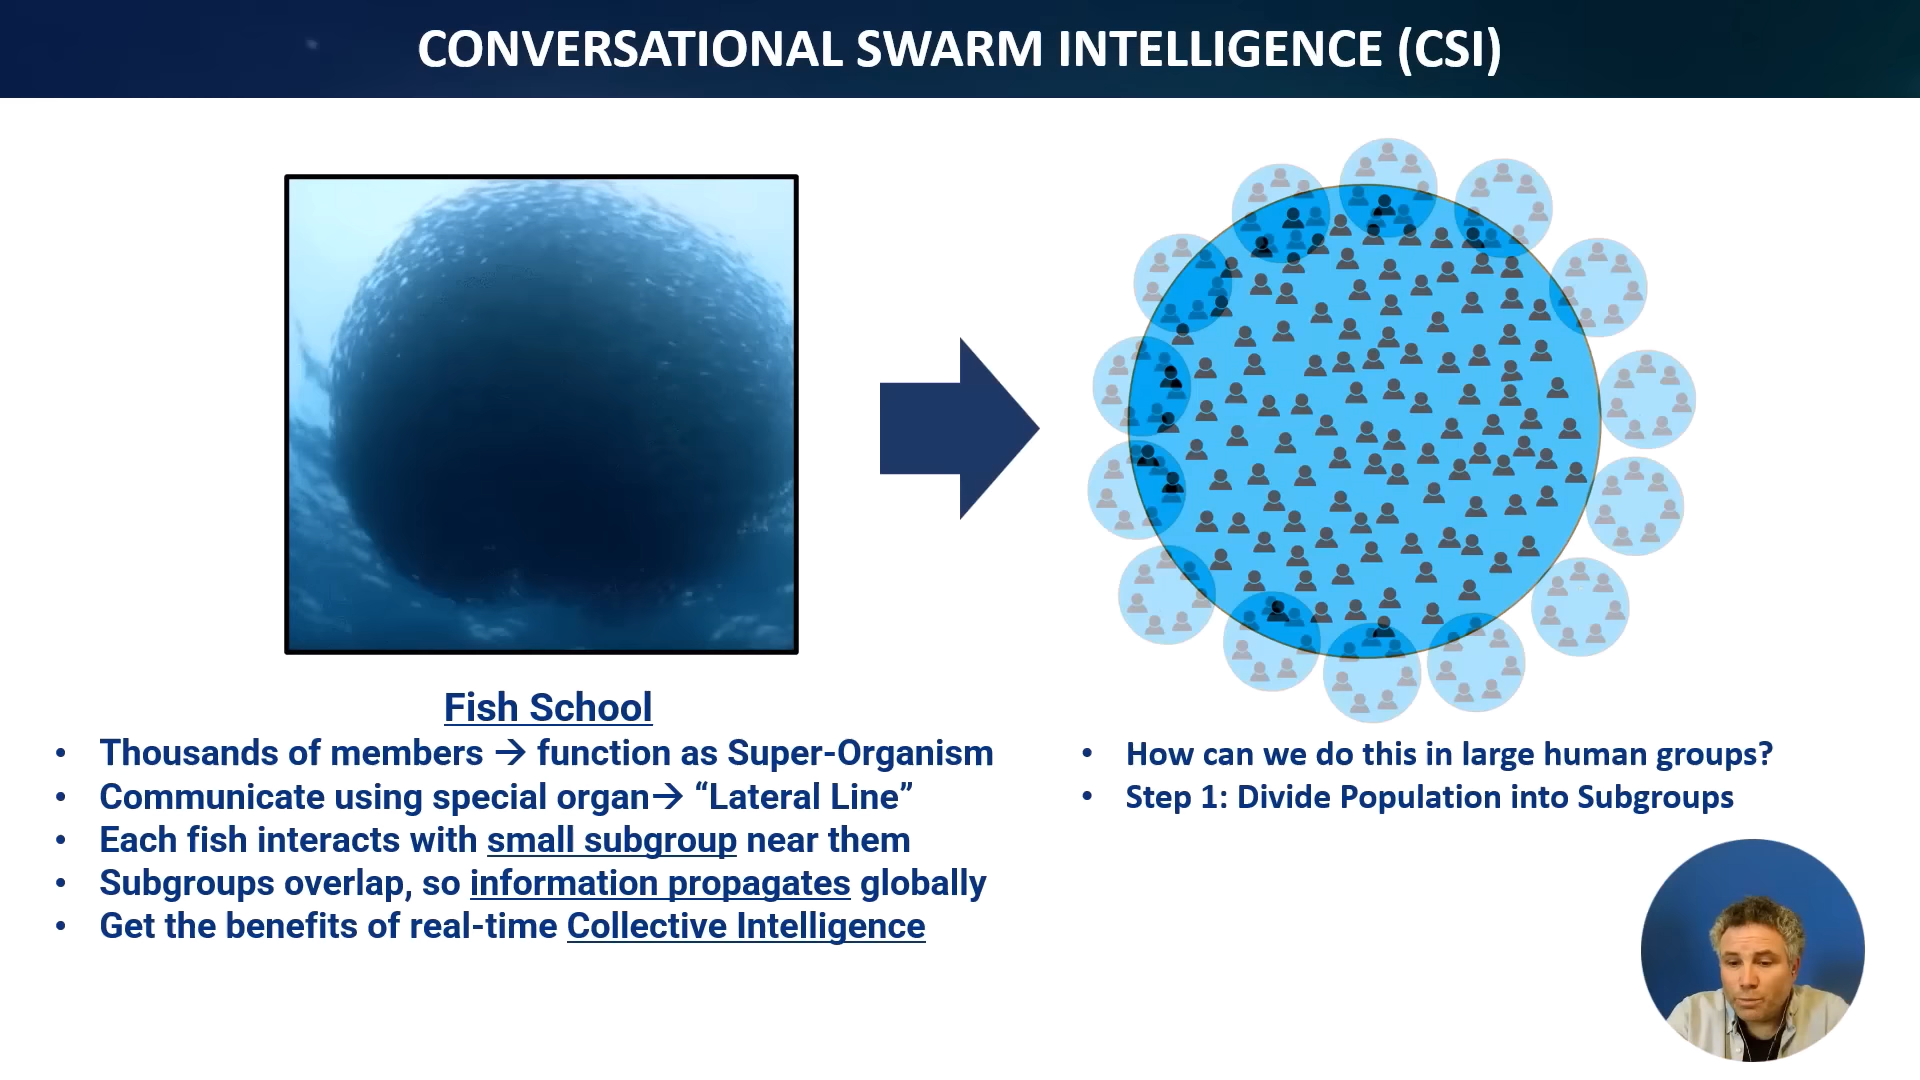 CONVERSATIONAL SWARM INTELLIGENCE (CSI)
Fish School
• Thousands of members → function as Super-Organism
• Communicate using special organ→ “Lateral Line”
• Each fish interacts with small subgroup near them
• Subgroups overlap, so information propagates globally
• Get the benefits of real-time Collective Intelligence
• How can we do this in large human groups?
• Step 1: Divide Population into Subgroups